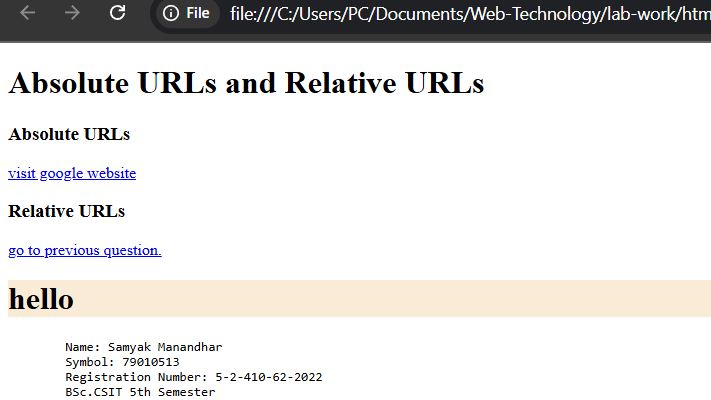 File file:///C:/Users/PC/Documents/Web-Technology/lab-work/htm
Absolute URLs and Relative URLs
Absolute URLs
visit google website
Relative URLs
go to previous question.
hello
Name: Samyak Manandhar
Symbol: 79010513
Registration Number: 5-2-410-62-2022
BSc.CSIT 5th Semester